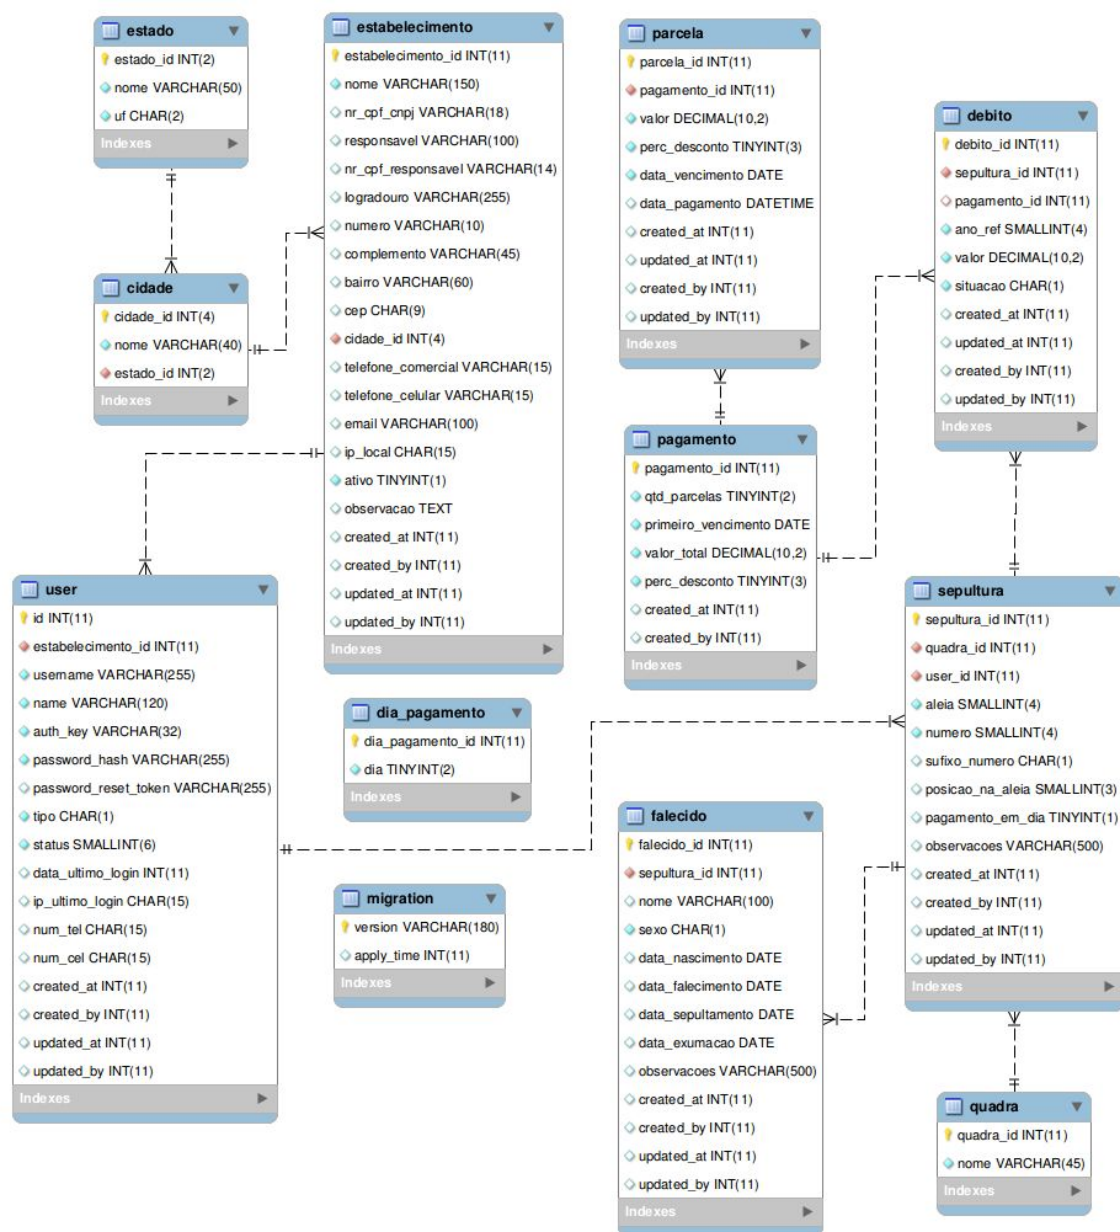 estado
estado_id INT(2)
nome VARCHAR(50)
uf CHAR(2)
Indexes
cidade
cidade_id INT(4)
nome VARCHAR(40)
estado_id INT(2)
Indexes
estabelecimento
estabelecimento_id INT(11)
nome VARCHAR(150)
nr_cpf_cnpj VARCHAR(18)
responsavel VARCHAR(100)
nr_cpf_responsavel VARCHAR(14)
logradouro VARCHAR(255)
numero VARCHAR(10)
complemento VARCHAR(45)
bairro VARCHAR(60)
cep CHAR(9)
cidade_id INT(4)
telefone_comercial VARCHAR(15)
telefone_celular VARCHAR(15)
email VARCHAR(100)
ip_local CHAR(15)
ativo TINYINT(1)
observacao TEXT
created_at INT(11)
created_by INT(11)
updated_at INT(11)
updated_by INT(11)
Indexes
parcela
parcela_id INT(11)
pagamento_id INT(11)
valor DECIMAL(10,2)
perc_desconto TINYINT(3)
data_vencimento DATE
data_pagamento DATETIME
created_at INT(11)
updated_at INT(11)
created_by INT(11)
updated_by INT(11)
Indexes
debito
debito_id INT(11)
sepultura_id INT(11)
pagamento_id INT(11)
ano_ref SMALLINT(4)
valor DECIMAL(10,2)
situacao CHAR(1)
created_at INT(11)
updated_at INT(11)
created_by INT(11)
updated_by INT(11)
Indexes
pagamento
pagamento_id INT(11)
qtd_parcelas TINYINT(2)
primeiro_vencimento DATE
valor_total DECIMAL(10,2)
perc_desconto TINYINT(3)
created_at INT(11)
created_by INT(11)
Indexes
user
id INT(11)
estabelecimento_id INT(11)
username VARCHAR(255)
name VARCHAR(120)
auth_key VARCHAR(32)
password_hash VARCHAR(255)
password_reset_token VARCHAR(255)
tipo CHAR(1)
status SMALLINT(6)
data_ultimo_login INT(11)
ip_ultimo_login CHAR(15)
num_tel CHAR(15)
num_cel CHAR(15)
created_at INT(11)
created_by INT(11)
updated_at INT(11)
updated_by INT(11)
Indexes
dia_pagamento
dia_pagamento_id INT(11)
dia TINYINT(2)
Indexes
migration
version VARCHAR(180)
apply_time INT(11)
Indexes
falecido
falecido_id INT(11)
sepultura_id INT(11)
nome VARCHAR(100)
sexo CHAR(1)
data_nascimento DATE
data_falecimento DATE
data_sepultamento DATE
data_exumacao DATE
observacoes VARCHAR(500)
created_at INT(11)
created_by INT(11)
updated_at INT(11)
updated_by INT(11)
Indexes
sepultura
sepultura_id INT(11)
quadra_id INT(11)
user_id INT(11)
aleia SMALLINT(4)
numero SMALLINT(4)
sufixo_numero CHAR(1)
posicao_na_aleia SMALLINT(3)
pagamento_em_dia TINYINT(1)
observacoes VARCHAR(500)
created_at INT(11)
created_by INT(11)
updated_at INT(11)
updated_by INT(11)
Indexes
quadra
quadra_id INT(11)
nome VARCHAR(45)
Indexes